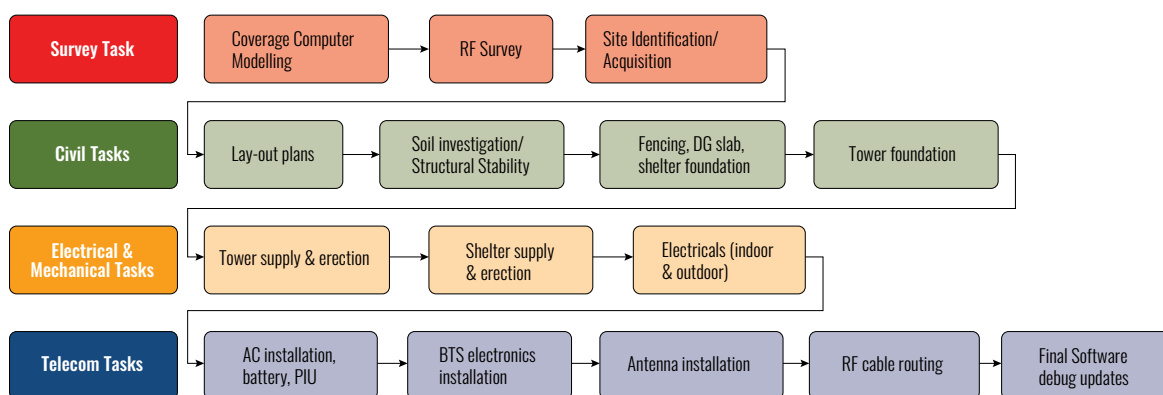 Survey Task
Coverage Computer
Modelling
RF Survey
Site Identification/
Acquisition
Civil Tasks
Lay-out plans
Soil investigation/
Structural Stability
Fencing, DG slab,
shelter foundation
Tower foundation
Electrical &
Mechanical Tasks
Tower supply & erection
Shelter supply
& erection
Electricals (indoor
& outdoor)
Telecom Tasks
AC installation,
battery, PIU
BTS electronics
installation
Antenna installation
RF cable routing
Final Software
debug updates